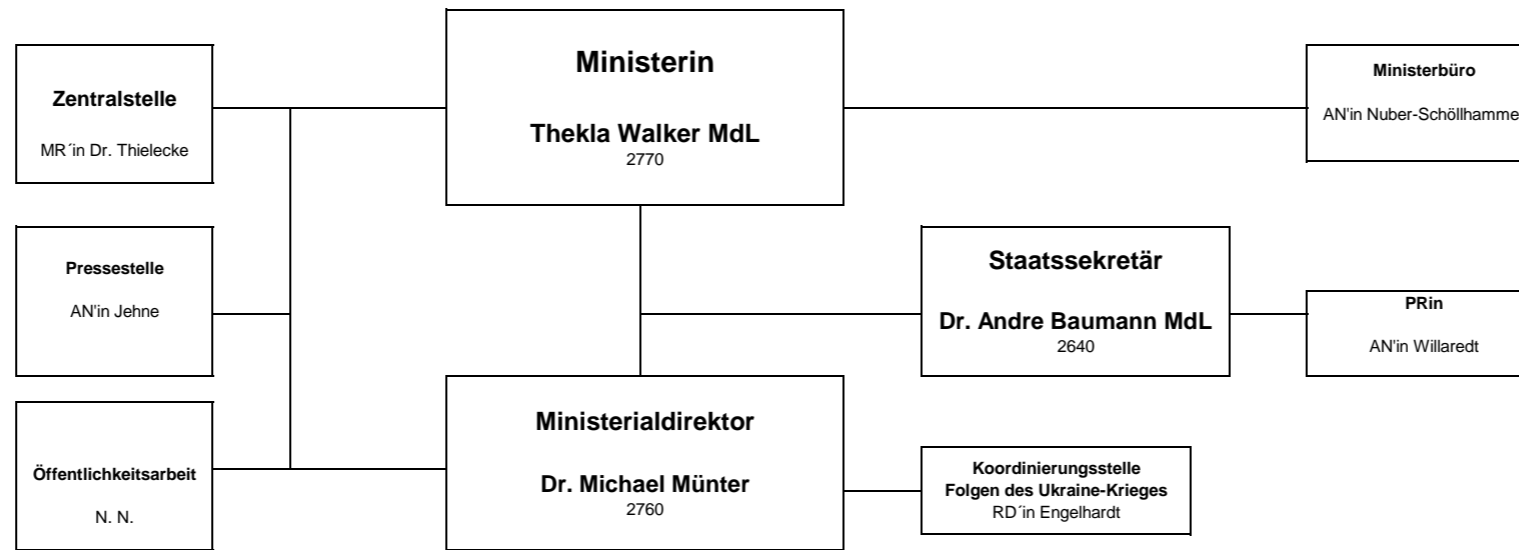 Ministerin
Thekla Walker MdL
2770
Zentralstelle
MR´in Dr. Thielecke
Ministerbüro
AN'in Nuber-Schöllhamme
Pressestelle
AN'in Jehne
Staatssekretär
Dr. Andre Baumann MdL
2640
PRin
AN'in Willaredt
Öffentlichkeitsarbeit
N. N.
Ministerialdirektor
Dr. Michael Münter
2760
Koordinierungsstelle
Folgen des Ukraine-Krieges
RD´in Engelhardt